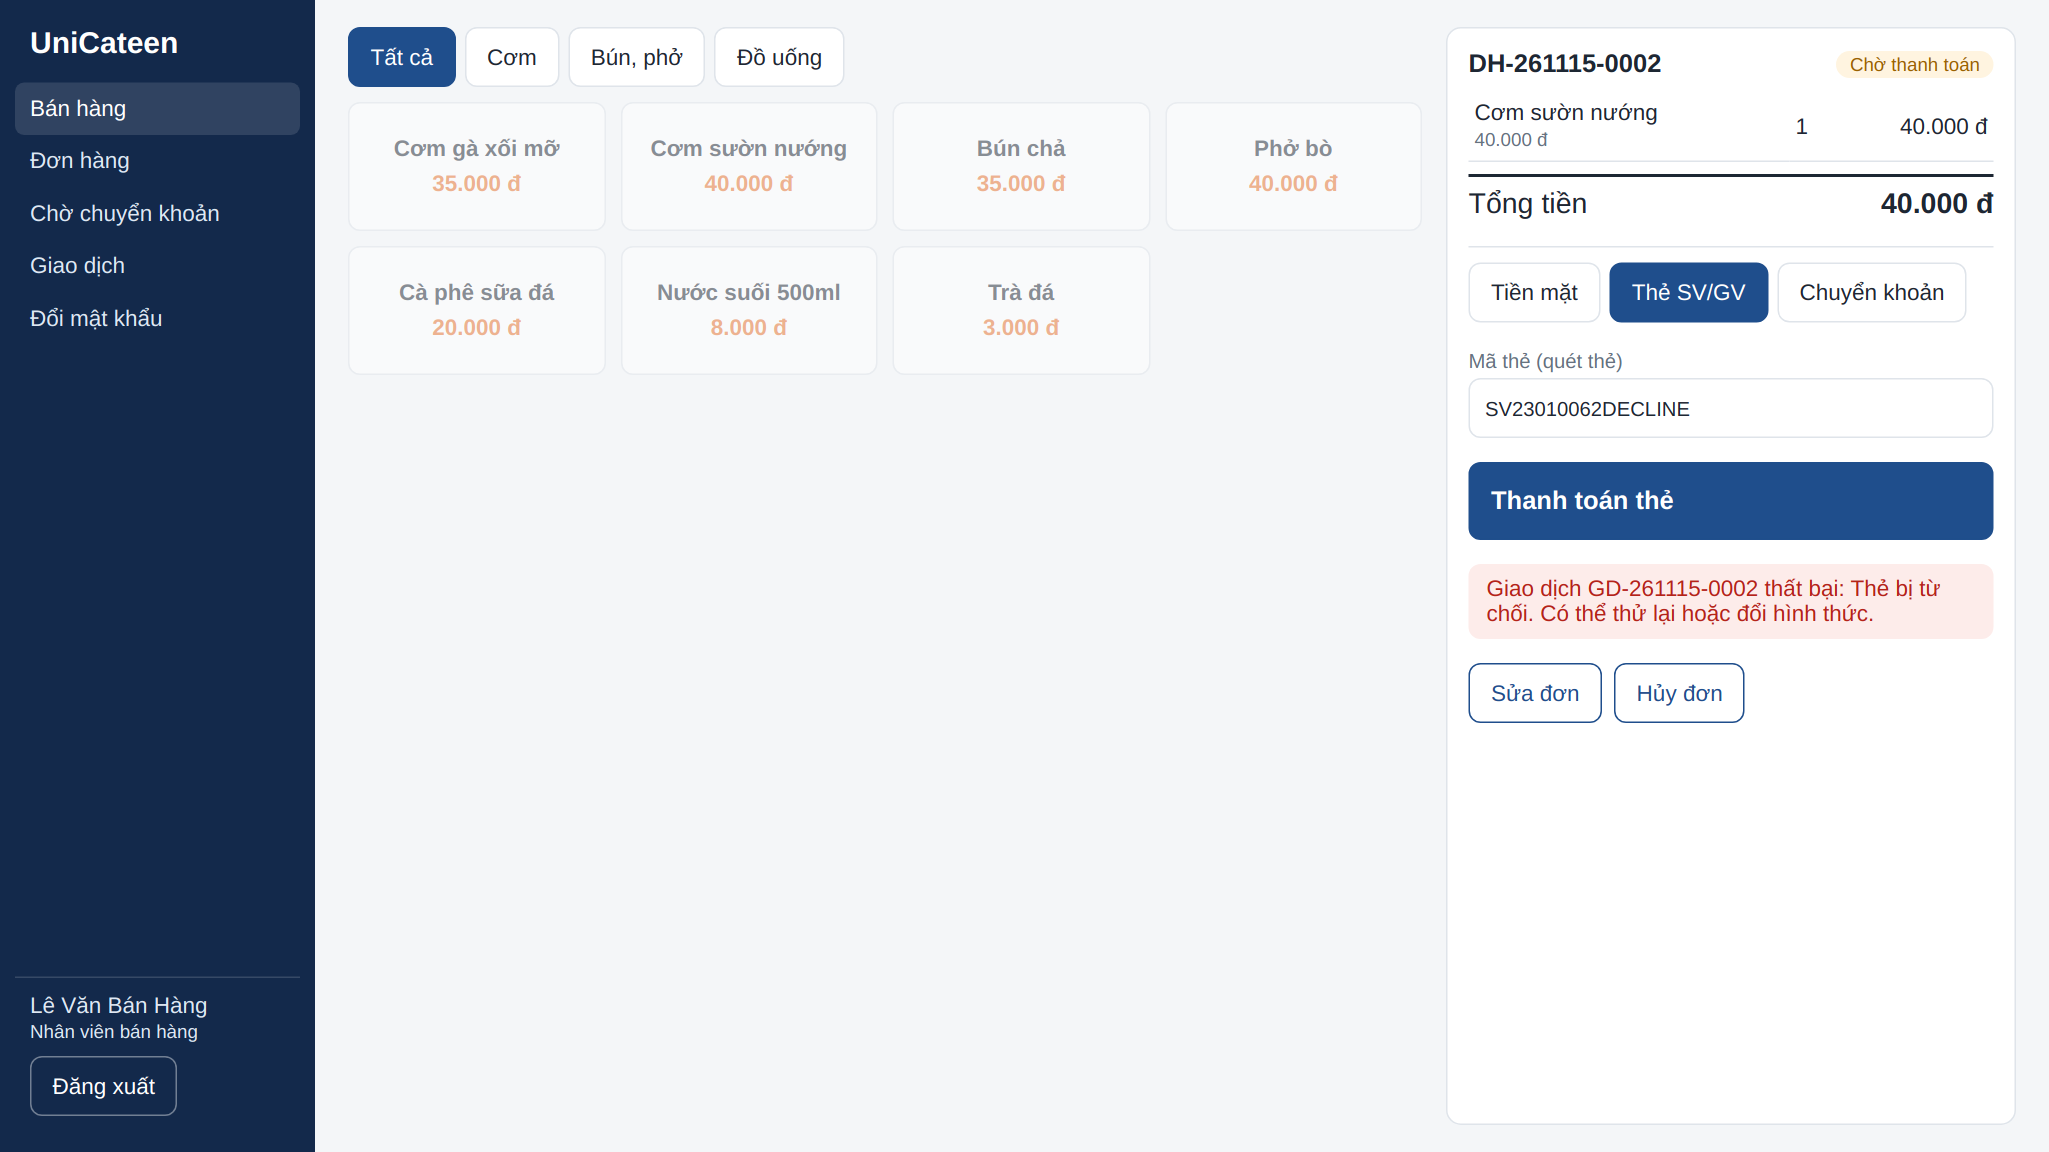 UniCateen
Bán hàng
Đơn hàng
Chờ chuyển khoản
Giao dịch
Đổi mật khẩu
Lê Văn Bán Hàng
Nhân viên bán hàng
Đăng xuất
Tất cả
Cơm
Bún, phở
Đồ uống
Cơm gà xối mỡ
35.000 đ
Cơm sườn nướng
40.000 đ
Bún chả
35.000 đ
Phở bò
40.000 đ
Cà phê sữa đá
20.000 đ
Nước suối 500ml
8.000 đ
Trà đá
3.000 đ
DH-261115-0002
Chờ thanh toán
Cơm sườn nướng
40.000 đ
1
40.000 đ
Tổng tiền
40.000 đ
Tiền mặt
Thẻ SV/GV
Chuyển khoản
Mã thẻ (quét thẻ)
SV23010062DECLINE
Thanh toán thẻ
Giao dịch GD-261115-0002 thất bại: Thẻ bị từ
chối. Có thể thử lại hoặc đổi hình thức.
Sửa đơn
Hủy đơn